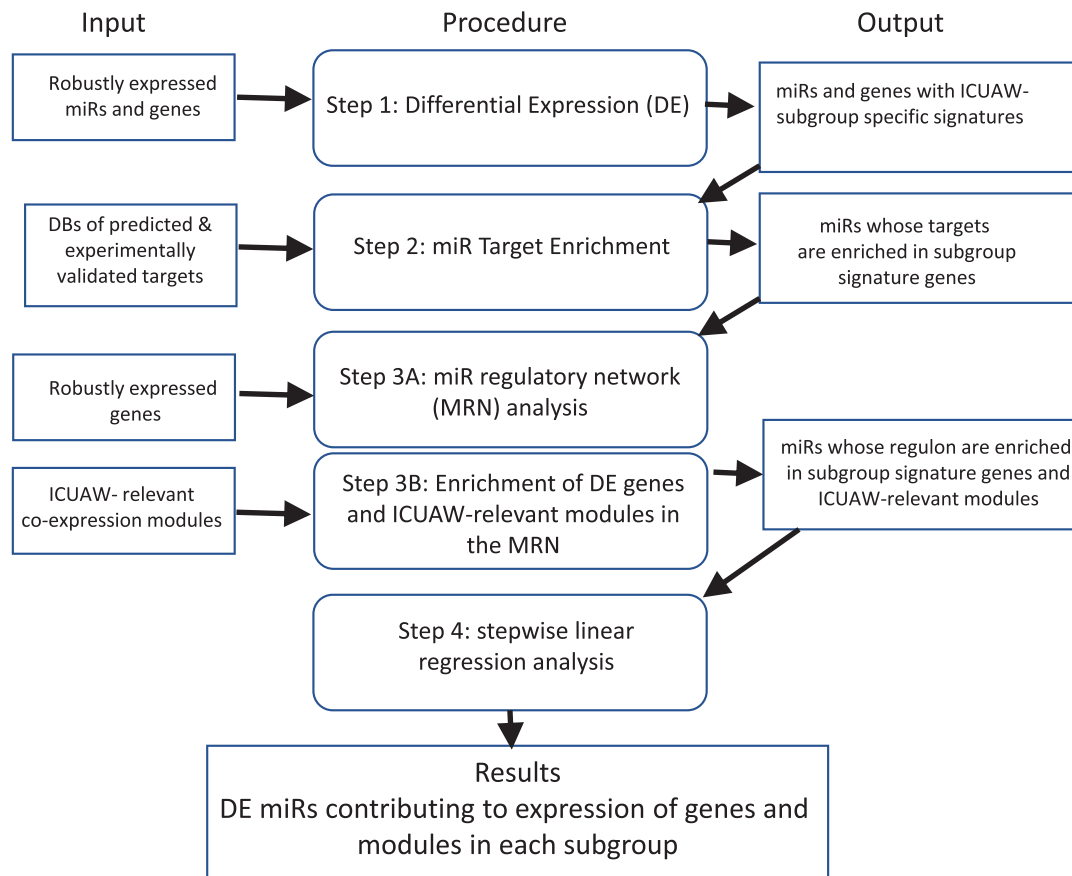 Input
Procedure
Output
Robustly expressed
miRs and genes
Step 1: Differential Expression (DE)
miRs and genes with ICUAW-
subgroup specific signatures
DBs of predicted &
experimentally
validated targets
Step 2: miR Target Enrichment
miRs whose targets
are enriched in subgroup
signature genes
Robustly expressed
genes
Step 3A: miR regulatory network
(MRN) analysis
ICUAW- relevant
co-expression modules
Step 3B: Enrichment of DE genes
and ICUAW-relevant modules in
the MRN
miRs whose regulon are enriched
in subgroup signature genes and
ICUAW-relevant modules
Step 4: stepwise linear
regression analysis
Results
DE miRs contributing to expression of genes and
modules in each subgroup